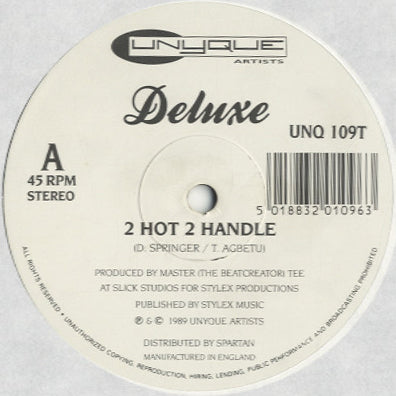 UNYQUE
ARTISTS
Deluxe
UNQ 109T
A
45 RPM
STEREO
5 018832 010963
2 HOT 2 HANDLE
(D. SPRINGER / T. AGBETU)
PRODUCED BY MASTER (THE BEATCREATOR) TEE
AT SLICK STUDIOS FOR STYLEX PRODUCTIONS
PUBLISHED BY STYLEX MUSIC
℗ & © 1989 UNYQUE ARTISTS
DISTRIBUTED BY SPARTAN
MANUFACTURED IN ENGLAND
ALL RIGHTS RESERVED • UNAUTHORIZED COPYING, REPRODUCTION, HIRING, LENDING, PUBLIC PERFORMANCE AND BROADCASTING PROHIBITED